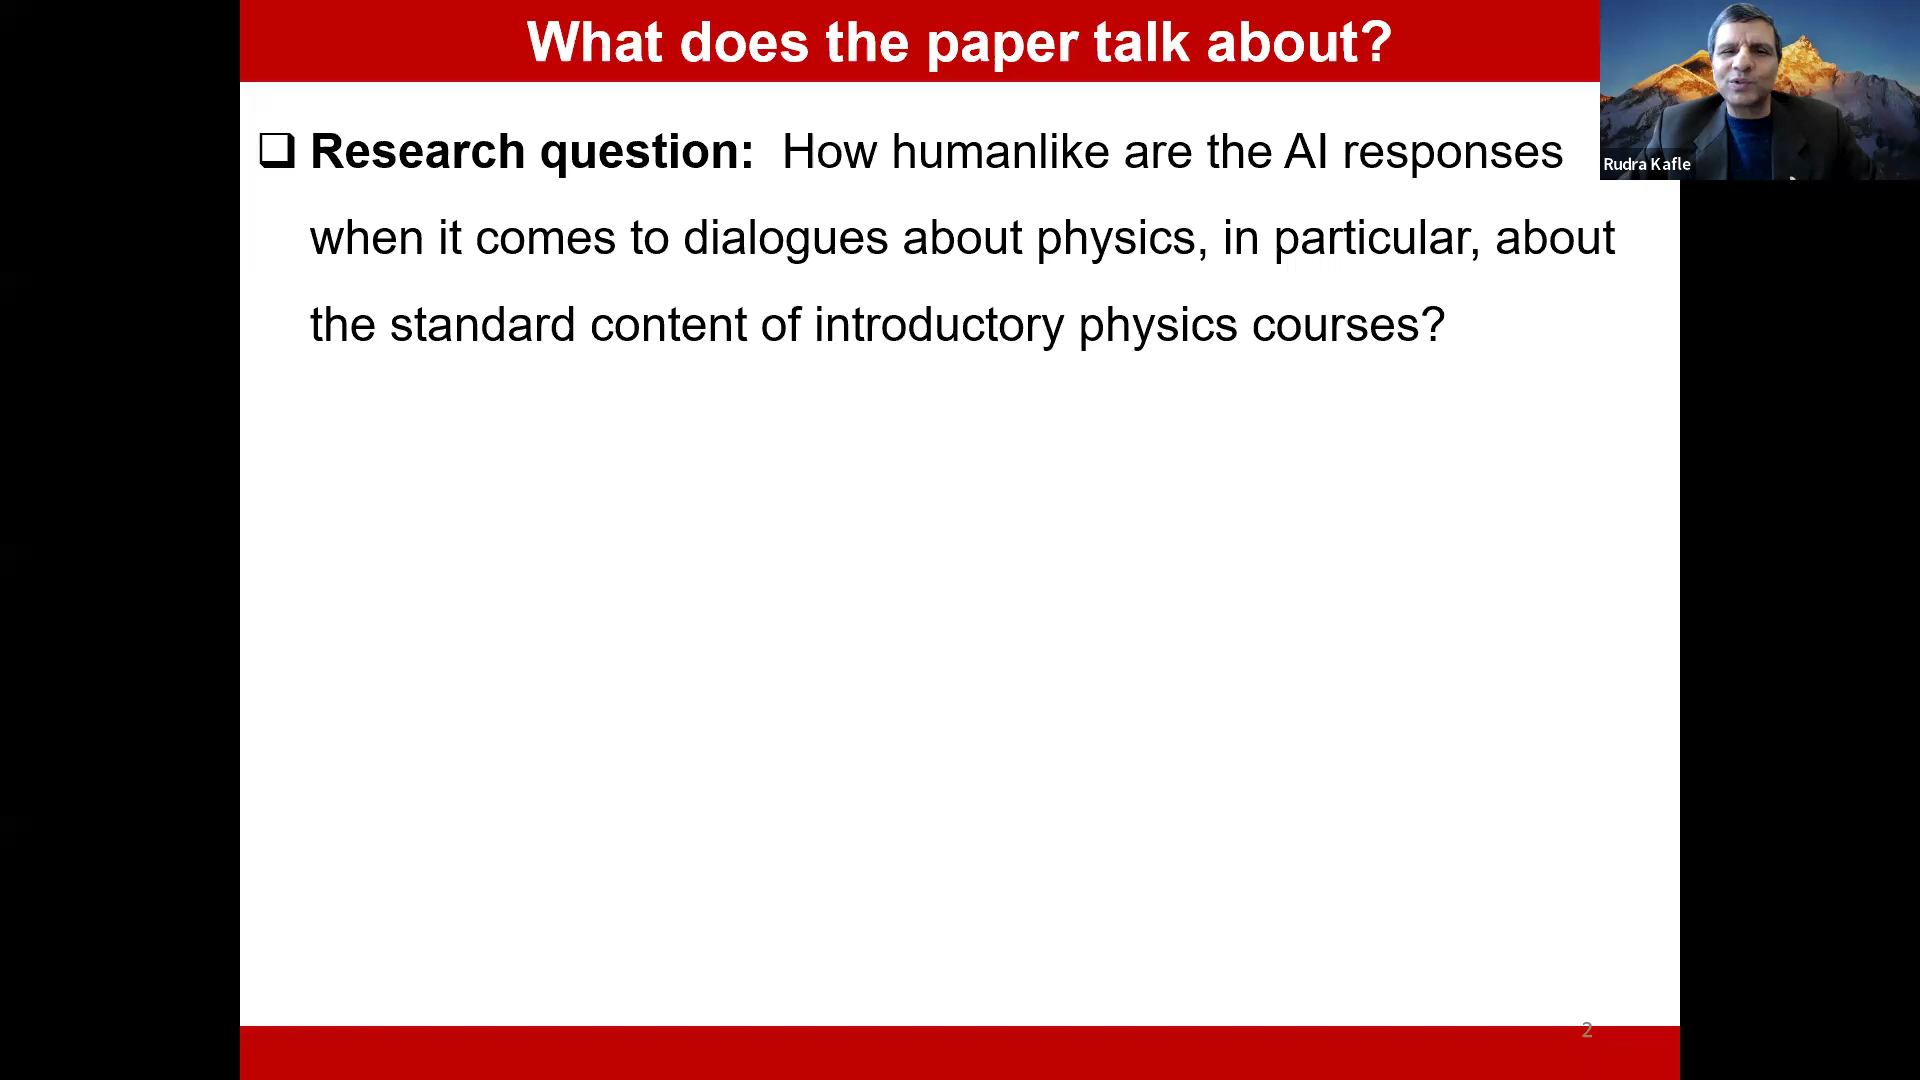 What does the paper talk about?
Rudra Kafle
❑ Research question: How humanlike are the AI responses
when it comes to dialogues about physics, in particular, about
the standard content of introductory physics courses?
2